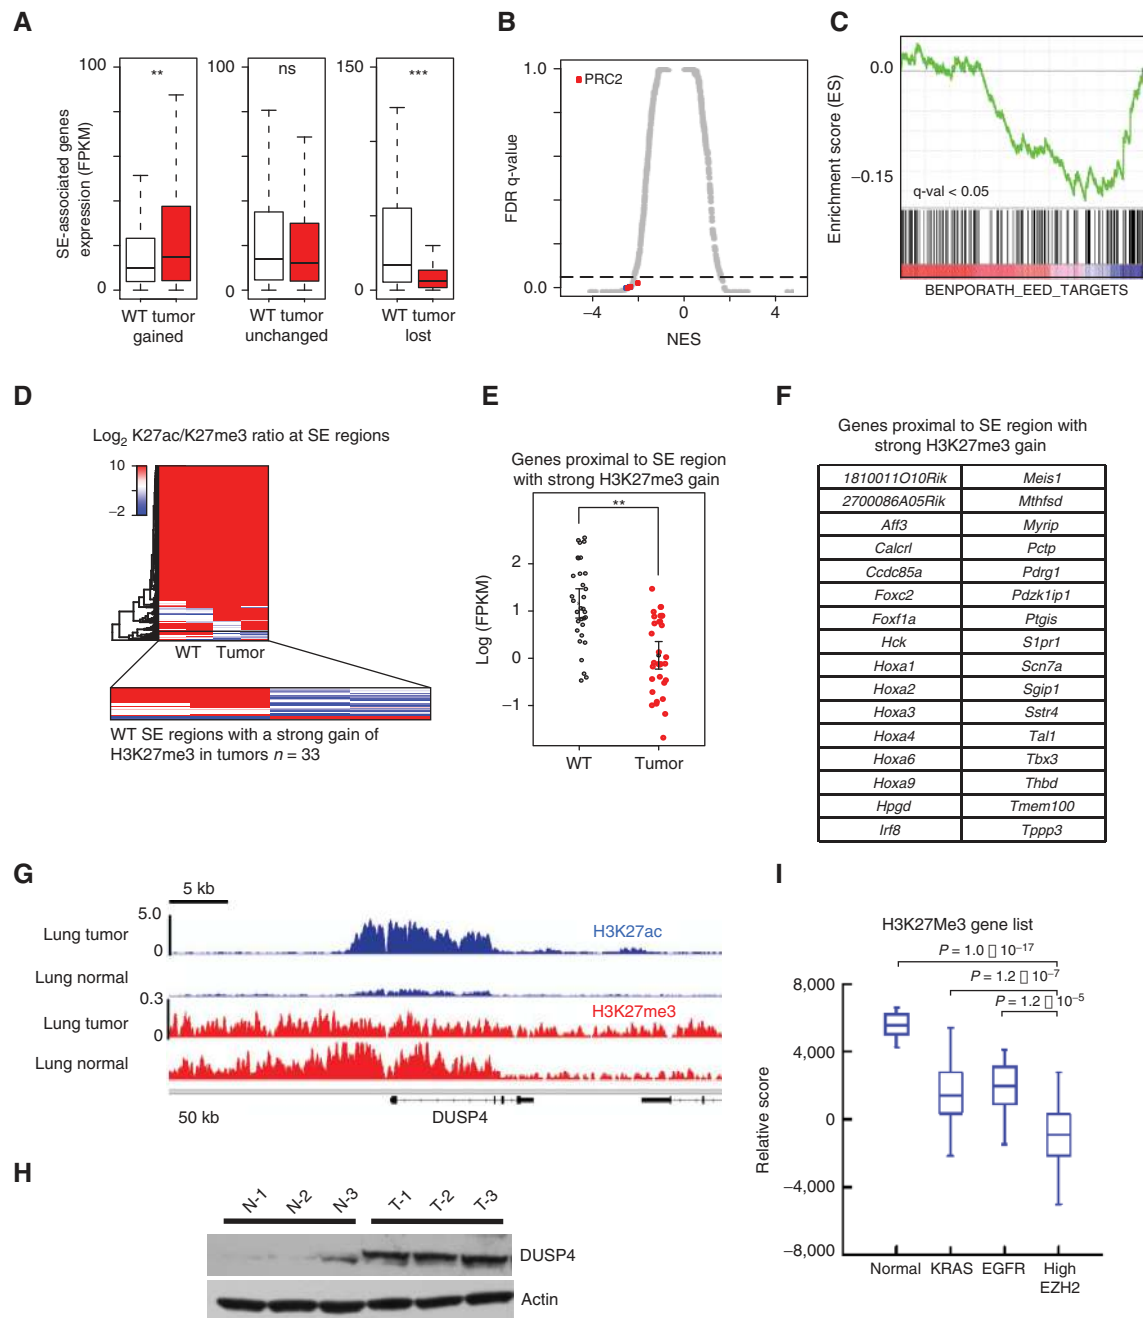 A
100
0
SE-associated genes
expression (FPKM)
**
WT tumor
gained
100
0
ns
WT tumor
unchanged
150
0
***
WT tumor
lost
B
PRC2
1.0
0.0
FDR q-value
−4
0
4
NES
C
0.0
−0.15
Enrichment score (ES)
q-val < 0.05
BENPORATH_EED_TARGETS
D
Log2 K27ac/K27me3 ratio at SE regions
10
−2
WT
Tumor
WT SE regions with a strong gain of
H3K27me3 in tumors n = 33
E
Genes proximal to SE region
with strong H3K27me3 gain
**
2
1
0
−1
Log (FPKM)
WT
Tumor
F
Genes proximal to SE region with
strong H3K27me3 gain
1810011O10Rik Meis1
2700086A05Rik Mthfsd
Aff3 Myrip
Calcrl Pctp
Ccdc85a Pdrg1
Foxc2 Pdzk1ip1
Foxf1a Ptgis
Hck S1pr1
Hoxa1 Scn7a
Hoxa2 Sgip1
Hoxa3 Sstr4
Hoxa4 Tal1
Hoxa6 Tbx3
Hoxa9 Thbd
Hpgd Tmem100
Irf8 Tppp3
G
5 kb
5.0
0
Lung tumor
H3K27ac
Lung normal
0.3
0
Lung tumor
H3K27me3
Lung normal
50 kb
DUSP4
H
N-1 N-2 N-3 T-1 T-2 T-3
DUSP4
Actin
I
H3K27Me3 gene list
P = 1.0 □ 10−17
P = 1.2 □ 10−7
P = 1.2 □ 10−5
8,000
4,000
0
−4,000
−8,000
Relative score
Normal KRAS EGFR High
EZH2